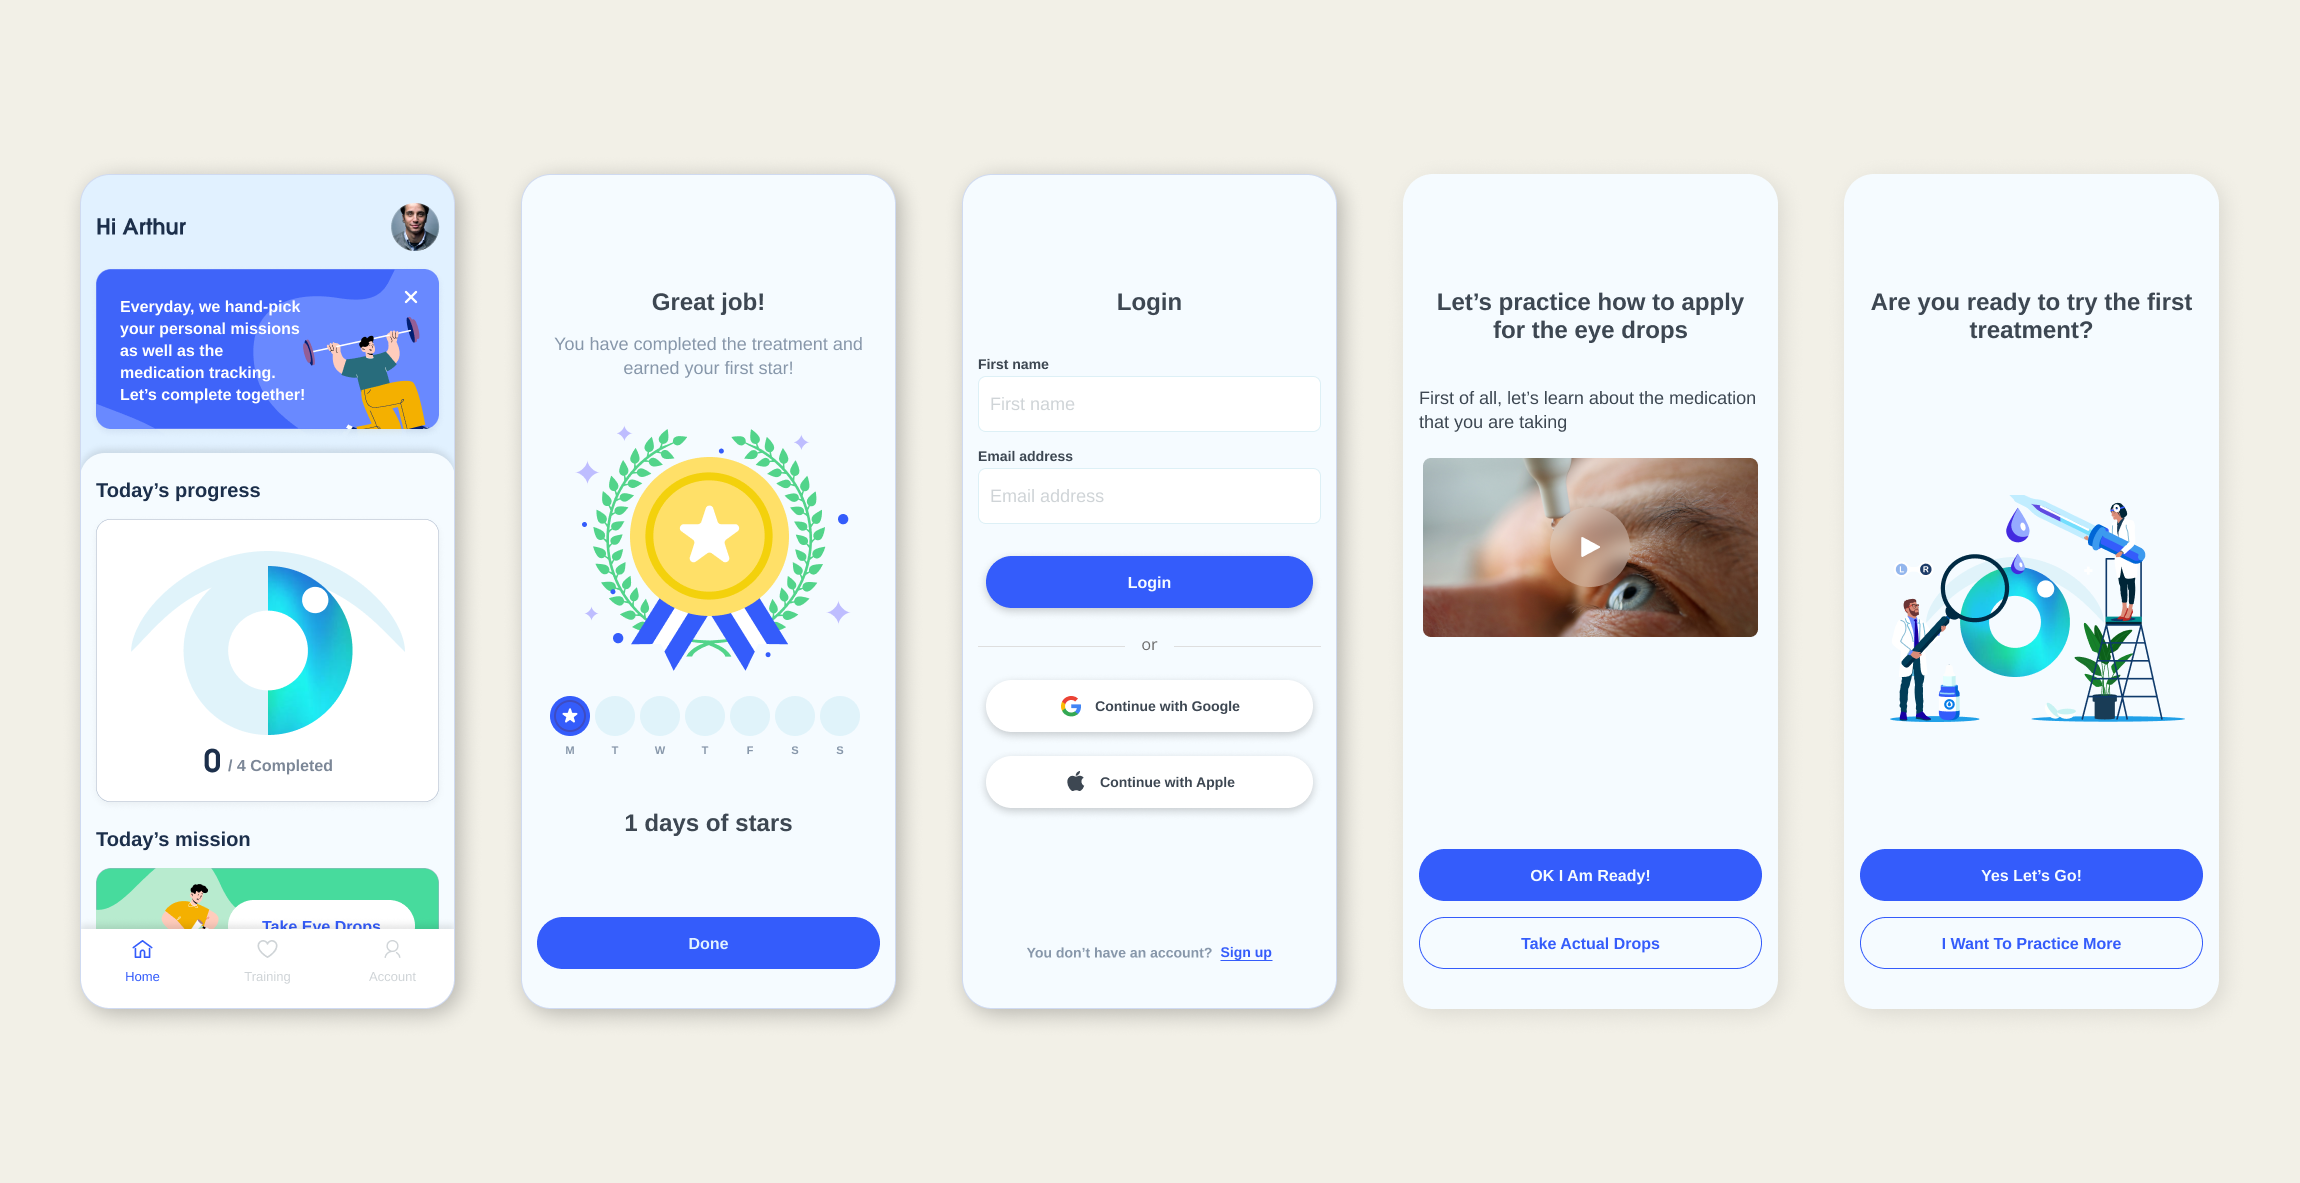 Hi Arthur
Everyday, we hand-pick
your personal missions
as well as the
medication tracking.
Let's complete together!
Today's progress
0 / 4 Completed
Today's mission
Take Eye Drops
Home
Training
Account
Great job!
You have completed the treatment and
earned your first star!
M T W T F S S
1 days of stars
Done
Login
First name
First name
Email address
Email address
Login
or
Continue with Google
Continue with Apple
You don't have an account? Sign up
Let's practice how to apply
for the eye drops
First of all, let's learn about the medication
that you are taking
OK I Am Ready!
Take Actual Drops
Are you ready to try the first
treatment?
L R
Yes Let's Go!
I Want To Practice More